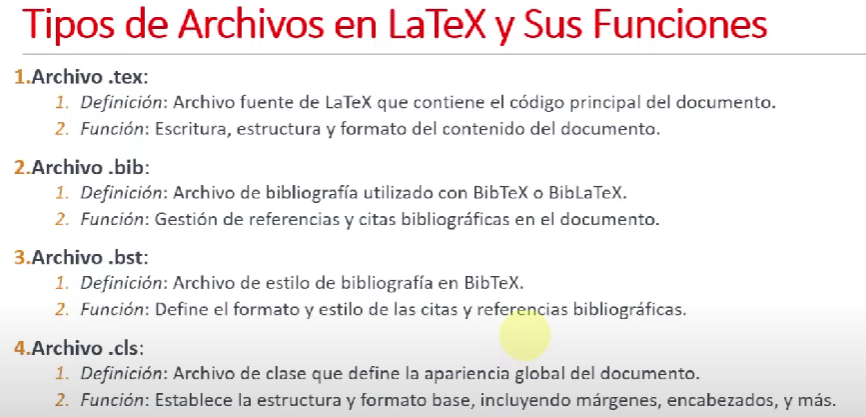 Tipos de Archivos en LaTeX y Sus Funciones
1.Archivo .tex:
1. Definición: Archivo fuente de LaTeX que contiene el código principal del documento.
2. Función: Escritura, estructura y formato del contenido del documento.
2.Archivo .bib:
1. Definición: Archivo de bibliografía utilizado con BibTeX o BibLaTeX.
2. Función: Gestión de referencias y citas bibliográficas en el documento.
3.Archivo .bst:
1. Definición: Archivo de estilo de bibliografía en BibTeX.
2. Función: Define el formato y estilo de las citas y referencias bibliográficas.
4.Archivo .cls:
1. Definición: Archivo de clase que define la apariencia global del documento.
2. Función: Establece la estructura y formato base, incluyendo márgenes, encabezados, y más.